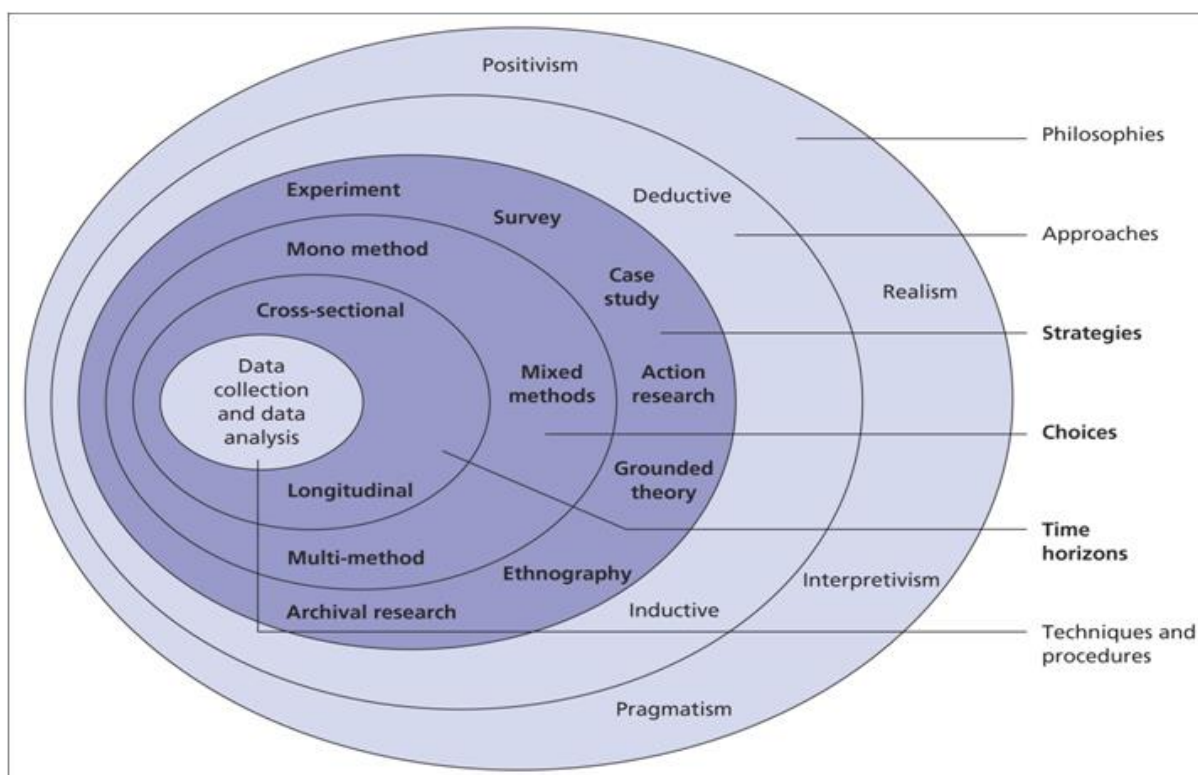 Positivism
Philosophies
Experiment
Deductive
Survey
Approaches
Mono method
Case
study
Realism
Cross-sectional
Strategies
Data
collection
and data
analysis
Mixed
methods
Action
research
Choices
Grounded
theory
Longitudinal
Time
horizons
Multi-method
Ethnography
Interpretivism
Archival research
Inductive
Techniques and
procedures
Pragmatism